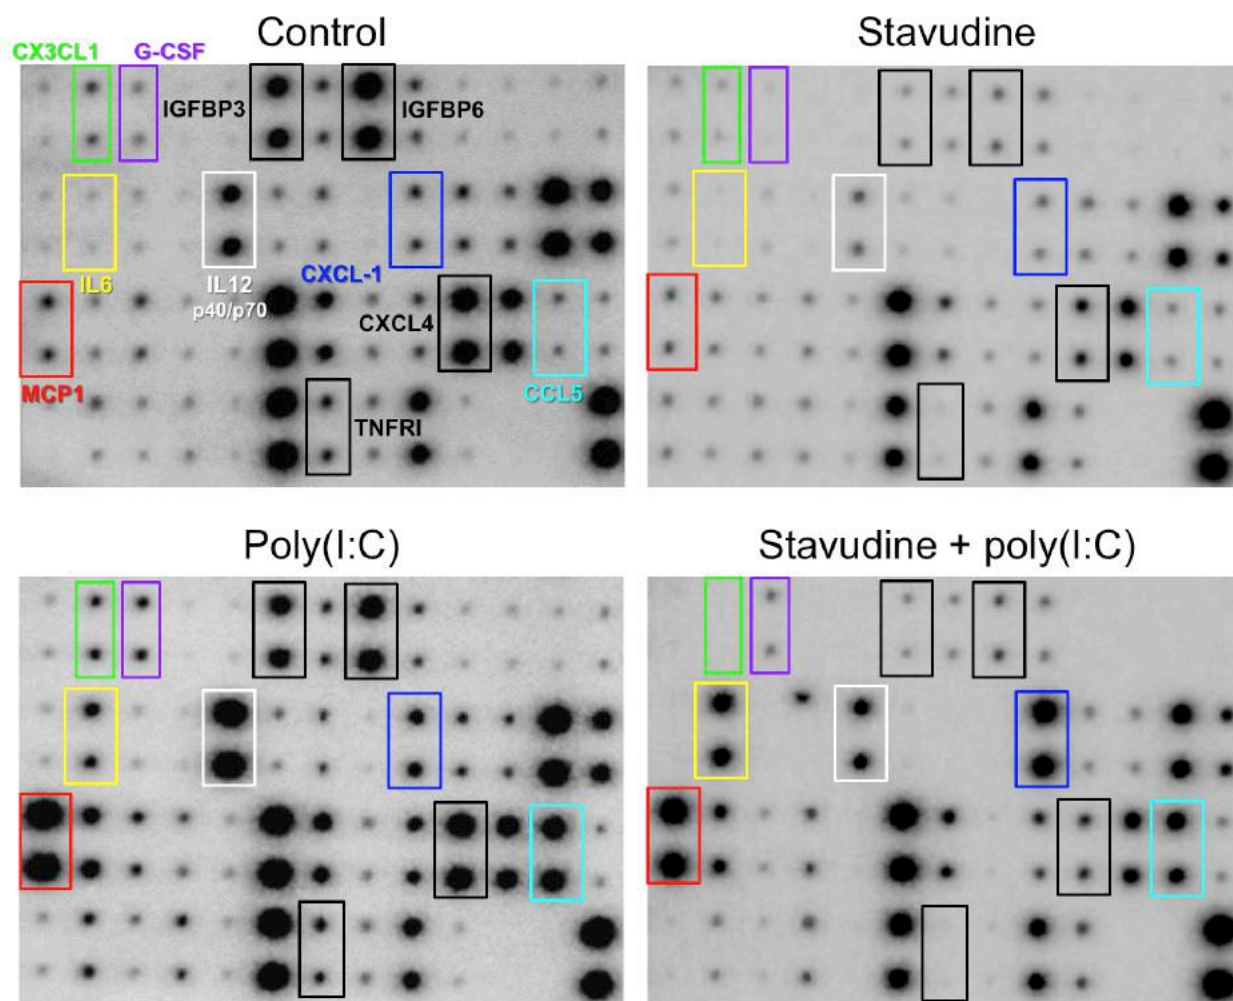 Control
Stavudine
CX3CL1
G-CSF
IGFBP3
IGFBP6
IL6
IL12
p40/p70
CXCL-1
CXCL4
MCP1
CCL5
TNFRI
Poly(I:C)
Stavudine + poly(I:C)